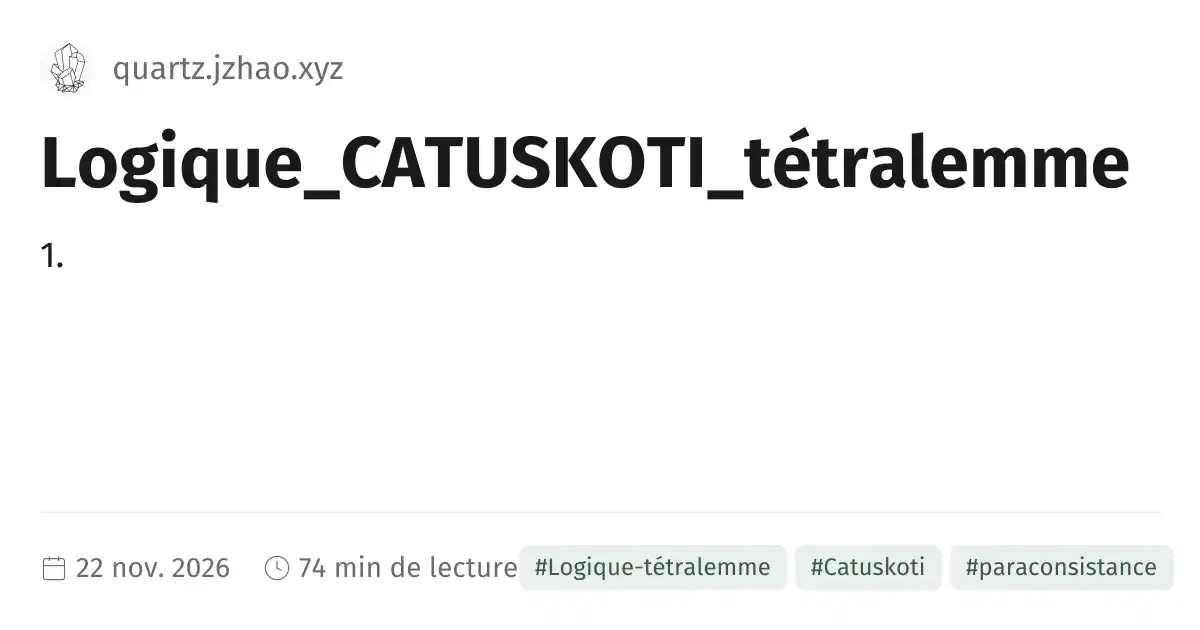 quartz.jzhao.xyz
Logique_CATUSKOTI_tétralemme
1.
22 nov. 2026 74 min de lecture #Logique-tétralemme #Catuskoti #paraconsistance